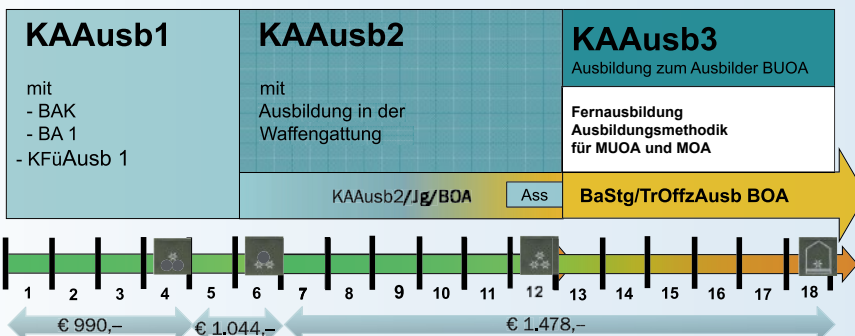 KAAusb1
mit
- BAK
- BA 1
- KFüAusb 1
KAAusb2
mit
Ausbildung in der
Waffengattung
KAAusb2/Jg/BOA
Ass
KAAusb3
Ausbildung zum Ausbilder BUOA
Fernausbildung
Ausbildungsmethodik
für MUOA und MOA
BaStg/TrOffzAusb BOA
1 2 3 4 5 6 7 8 9 10 11 12 13 14 15 16 17 18
€ 990,– € 1.044,– € 1.478,–